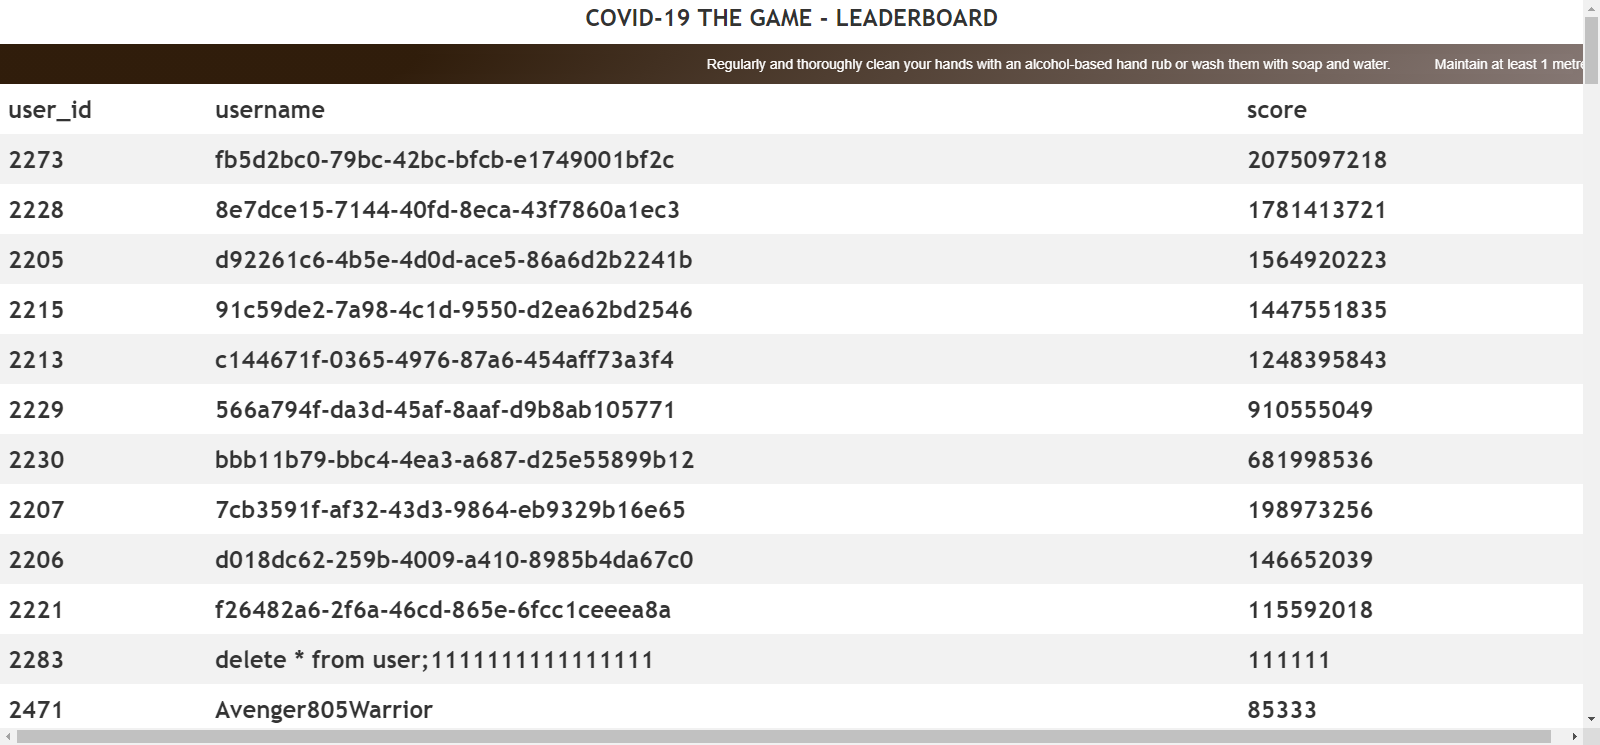 COVID-19 THE GAME - LEADERBOARD
Regularly and thoroughly clean your hands with an alcohol-based hand rub or wash them with soap and water. Maintain at least 1 metre
user_id username score
2273 fb5d2bc0-79bc-42bc-bfcb-e1749001bf2c 2075097218
2228 8e7dce15-7144-40fd-8eca-43f7860a1ec3 1781413721
2205 d92261c6-4b5e-4d0d-ace5-86a6d2b2241b 1564920223
2215 91c59de2-7a98-4c1d-9550-d2ea62bd2546 1447551835
2213 c144671f-0365-4976-87a6-454aff73a3f4 1248395843
2229 566a794f-da3d-45af-8aaf-d9b8ab105771 910555049
2230 bbb11b79-bbc4-4ea3-a687-d25e55899b12 681998536
2207 7cb3591f-af32-43d3-9864-eb9329b16e65 198973256
2206 d018dc62-259b-4009-a410-8985b4da67c0 146652039
2221 f26482a6-2f6a-46cd-865e-6fcc1ceeea8a 115592018
2283 delete * from user;1111111111111111 111111
2471 Avenger805Warrior 85333